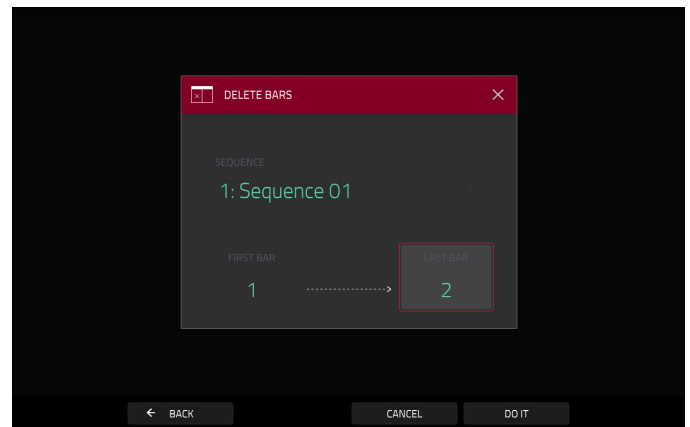 DELETE BARS
SEQUENCE
1: Sequence 01
FIRST BAR
LAST BAR
1
2
BACK
CANCEL
DO IT